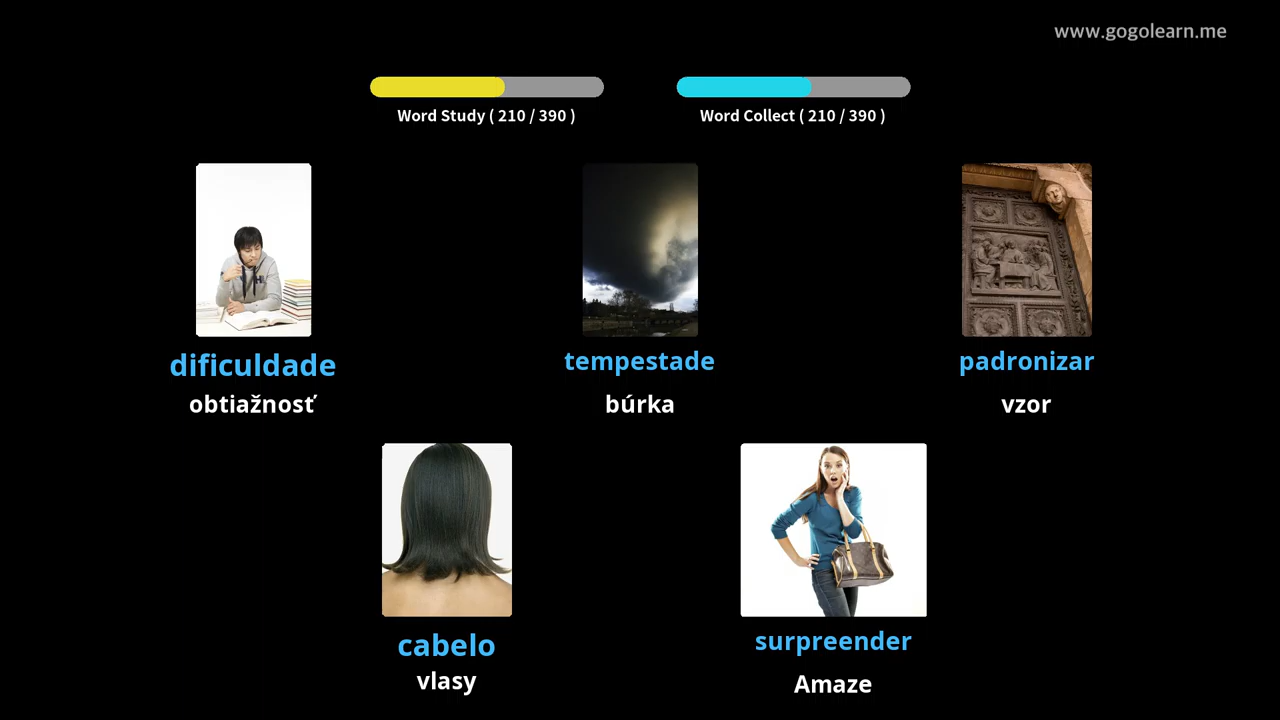 www.gogolearn.me
Word Study ( 210 / 390 )
Word Collect ( 210 / 390 )
dificuldade
obtiažnosť
tempestade
búrka
padronizar
vzor
cabelo
vlasy
surpreender
Amaze